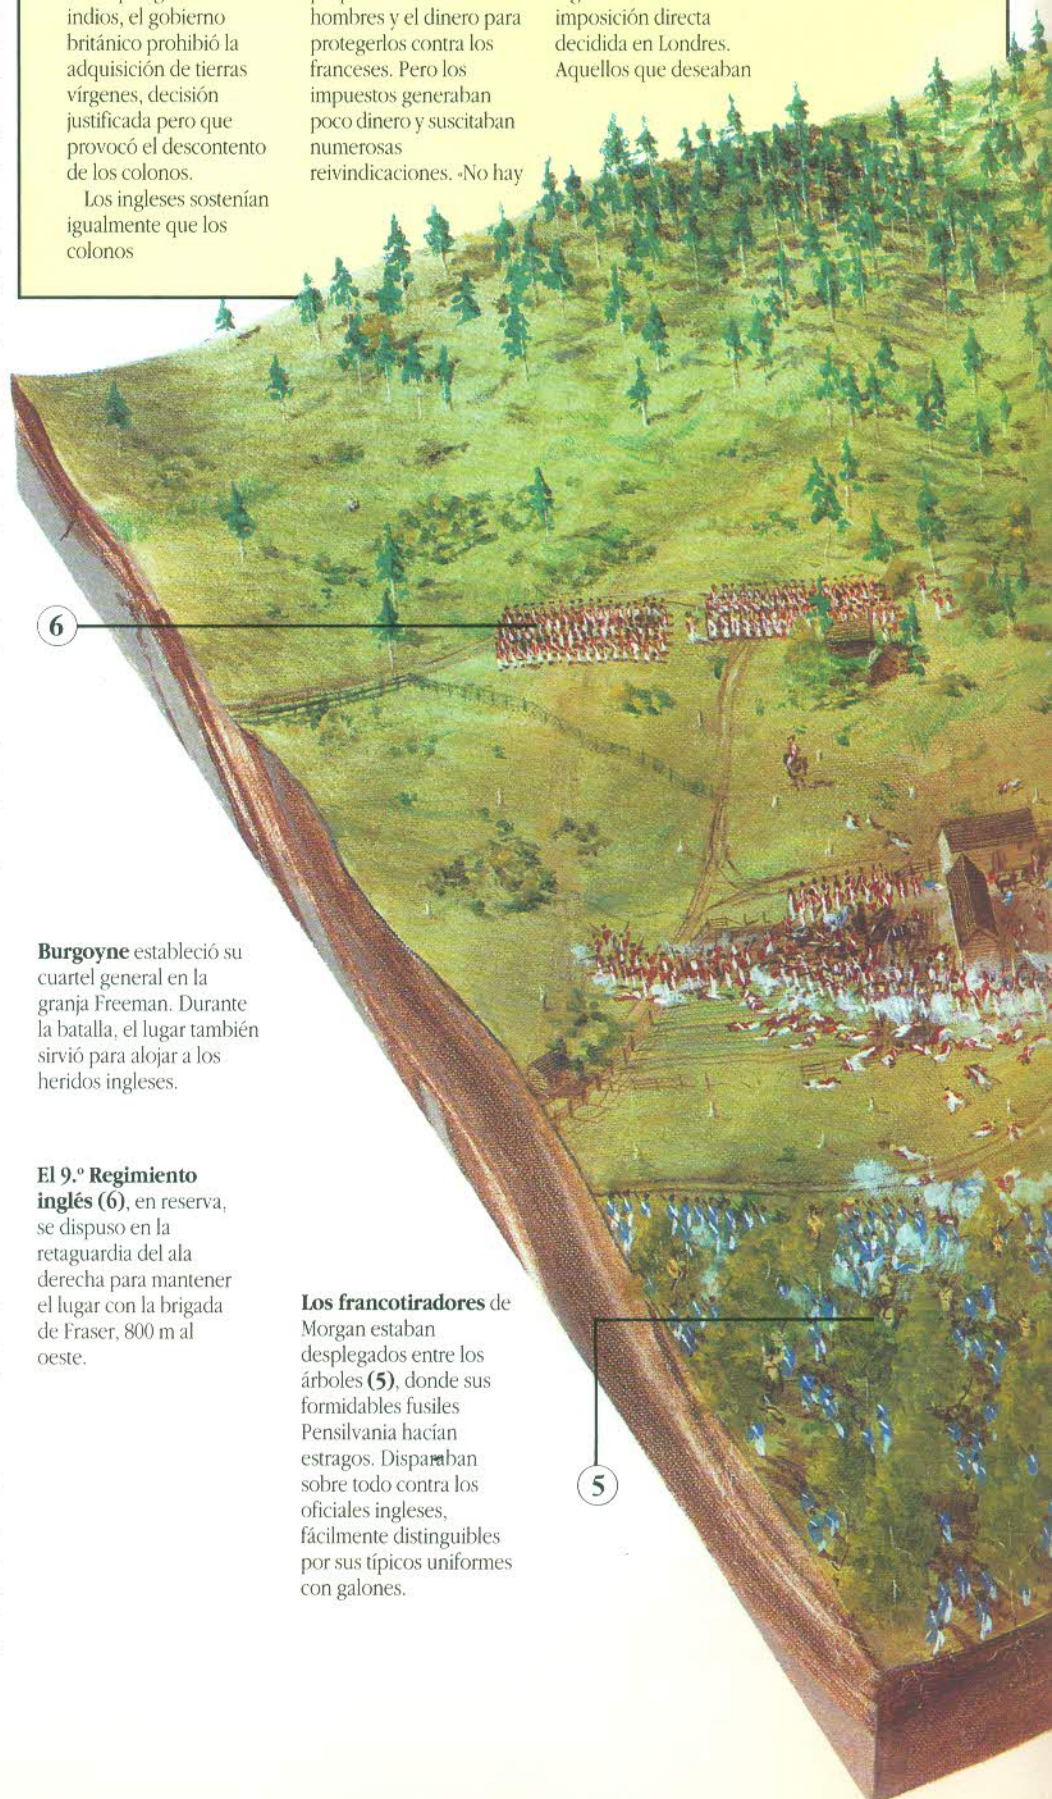 indios, el gobierno
británico prohibió la
adquisición de tierras
vírgenes, decisión
justificada pero que
provocó el descontento
de los colonos.
Los ingleses sostenían
igualmente que los
colonos
hombres y el dinero para
protegerlos contra los
franceses. Pero los
impuestos generaban
poco dinero y suscitaban
numerosas
reivindicaciones. «No hay
imposición directa
decidida en Londres.
Aquellos que deseaban
6
Burgoyne estableció su
cuartel general en la
granja Freeman. Durante
la batalla, el lugar también
sirvió para alojar a los
heridos ingleses.
El 9.º Regimiento
inglés (6), en reserva,
se dispuso en la
retaguardia del ala
derecha para mantener
el lugar con la brigada
de Fraser, 800 m al
oeste.
Los francotiradores de
Morgan estaban
desplegados entre los
árboles (5), donde sus
formidables fusiles
Pensilvania hacían
estragos. Disparaban
sobre todo contra los
oficiales ingleses,
fácilmente distinguibles
por sus típicos uniformes
con galones.
5